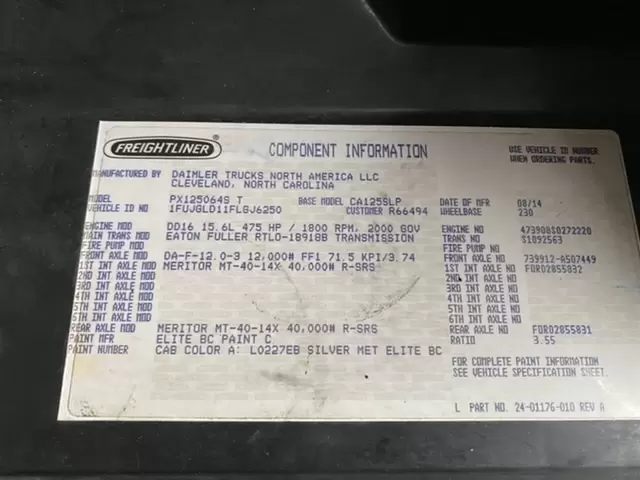 FREIGHTLINER COMPONENT INFORMATION
USE VEHICLE ID NUMBER
WHEN ORDERING PARTS.
MANUFACTURED BY DAIMLER TRUCKS NORTH AMERICA LLC
CLEVELAND, NORTH CAROLINA
MODEL PX125064S T BASE MODEL CA125SLP DATE OF MFR 08/14
VEHICLE ID NO 1FUJGLD11FLGJ6250 CUSTOMER R66494 WHEELBASE 230
ENGINE MOD DD16 15.6L 475 HP / 1800 RPM, 2000 GOV ENGINE NO 473908S0272220
MAIN TRANS MOD EATON FULLER RTLO-18918B TRANSMISSION TRANS NO S1092563
FIRE PUMP MOD FIRE PUMP NO
FRONT AXLE MOD DA-F-12.0-3 12,000# FF1 71.5 KPI/3.74 FRONT AXLE NO 739912-AS07449
1ST INT AXLE MOD MERITOR MT-40-14X 40,000# R-SRS 1ST INT AXLE NO FDRD2855832
2ND INT AXLE MOD 2ND INT AXLE NO
3RD INT AXLE MOD 3RD INT AXLE NO
4TH INT AXLE MOD 4TH INT AXLE NO
5TH INT AXLE MOD 5TH INT AXLE NO
6TH INT AXLE MOD 6TH INT AXLE NO
REAR AXLE MOD MERITOR MT-40-14X 40,000# R-SRS REAR AXLE NO FDRD2855831
PAINT MFR ELITE BC PAINT C RATIO 3.55
PAINT NUMBER CAB COLOR A: L0227EB SILVER MET ELITE BC
FOR COMPLETE PAINT INFORMATION
SEE VEHICLE SPECIFICATION SHEET.
L PART NO. 24-01176-010 REV A